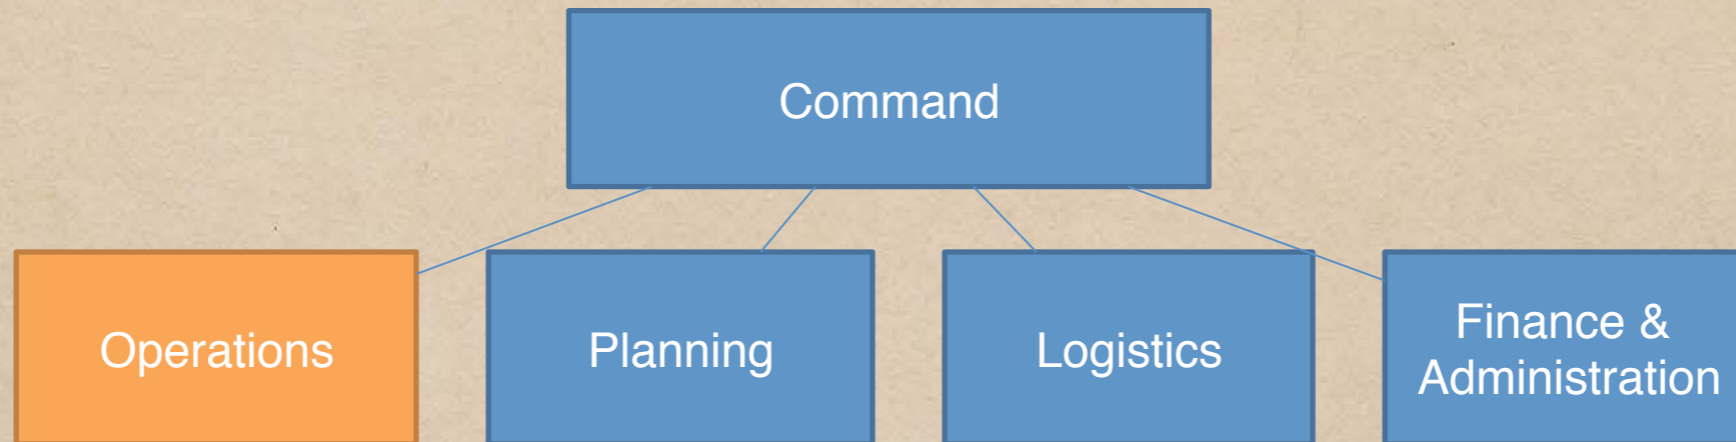 Command
Operations
Planning
Logistics
Finance &
Administration